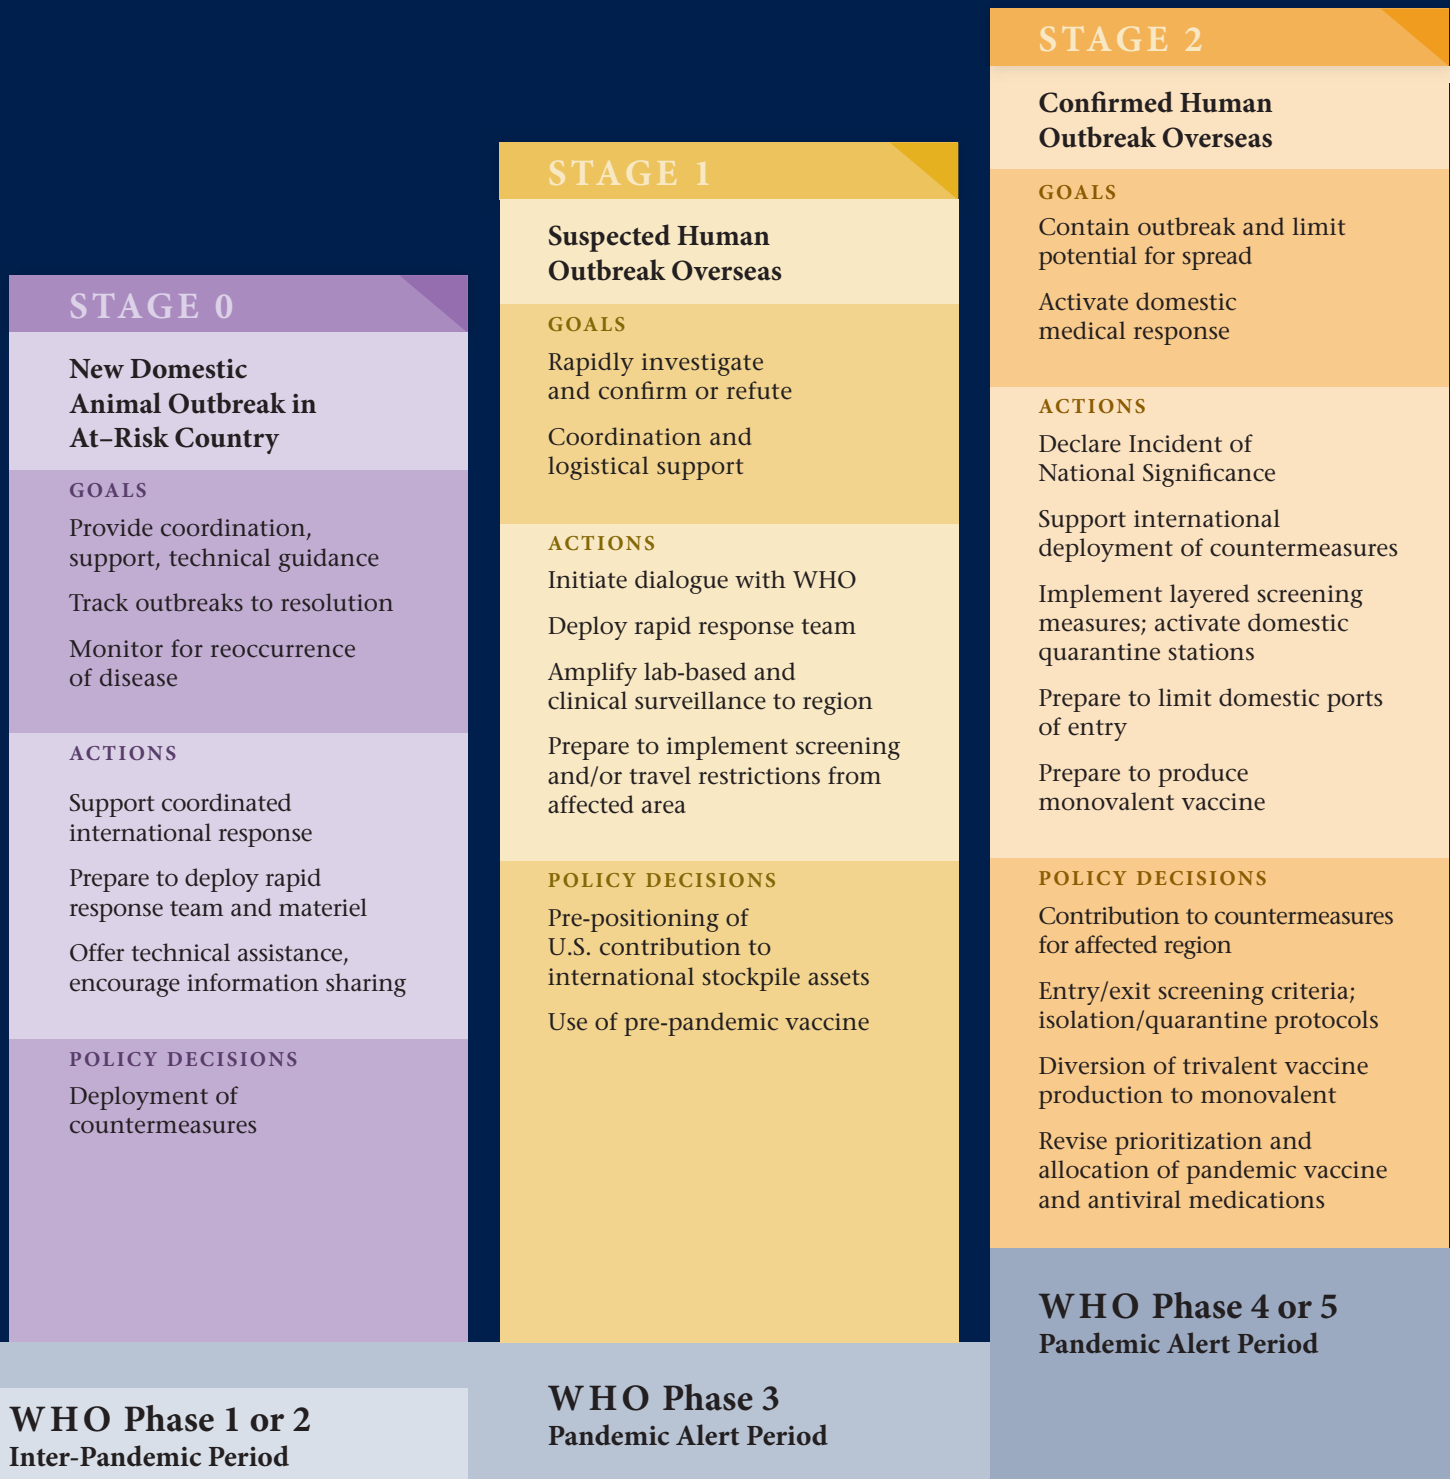 STAGE 0
New Domestic
Animal Outbreak in
At–Risk Country
GOALS
Provide coordination,
support, technical guidance
Track outbreaks to resolution
Monitor for reoccurrence
of disease
ACTIONS
Support coordinated
international response
Prepare to deploy rapid
response team and materiel
Offer technical assistance,
encourage information sharing
POLICY DECISIONS
Deployment of
countermeasures
WHO Phase 1 or 2
Inter-Pandemic Period
STAGE 1
Suspected Human
Outbreak Overseas
GOALS
Rapidly investigate
and confirm or refute
Coordination and
logistical support
ACTIONS
Initiate dialogue with WHO
Deploy rapid response team
Amplify lab-based and
clinical surveillance to region
Prepare to implement screening
and/or travel restrictions from
affected area
POLICY DECISIONS
Pre-positioning of
U.S. contribution to
international stockpile assets
Use of pre-pandemic vaccine
WHO Phase 3
Pandemic Alert Period
STAGE 2
Confirmed Human
Outbreak Overseas
GOALS
Contain outbreak and limit
potential for spread
Activate domestic
medical response
ACTIONS
Declare Incident of
National Significance
Support international
deployment of countermeasures
Implement layered screening
measures; activate domestic
quarantine stations
Prepare to limit domestic ports
of entry
Prepare to produce
monovalent vaccine
POLICY DECISIONS
Contribution to countermeasures
for affected region
Entry/exit screening criteria;
isolation/quarantine protocols
Diversion of trivalent vaccine
production to monovalent
Revise prioritization and
allocation of pandemic vaccine
and antiviral medications
WHO Phase 4 or 5
Pandemic Alert Period